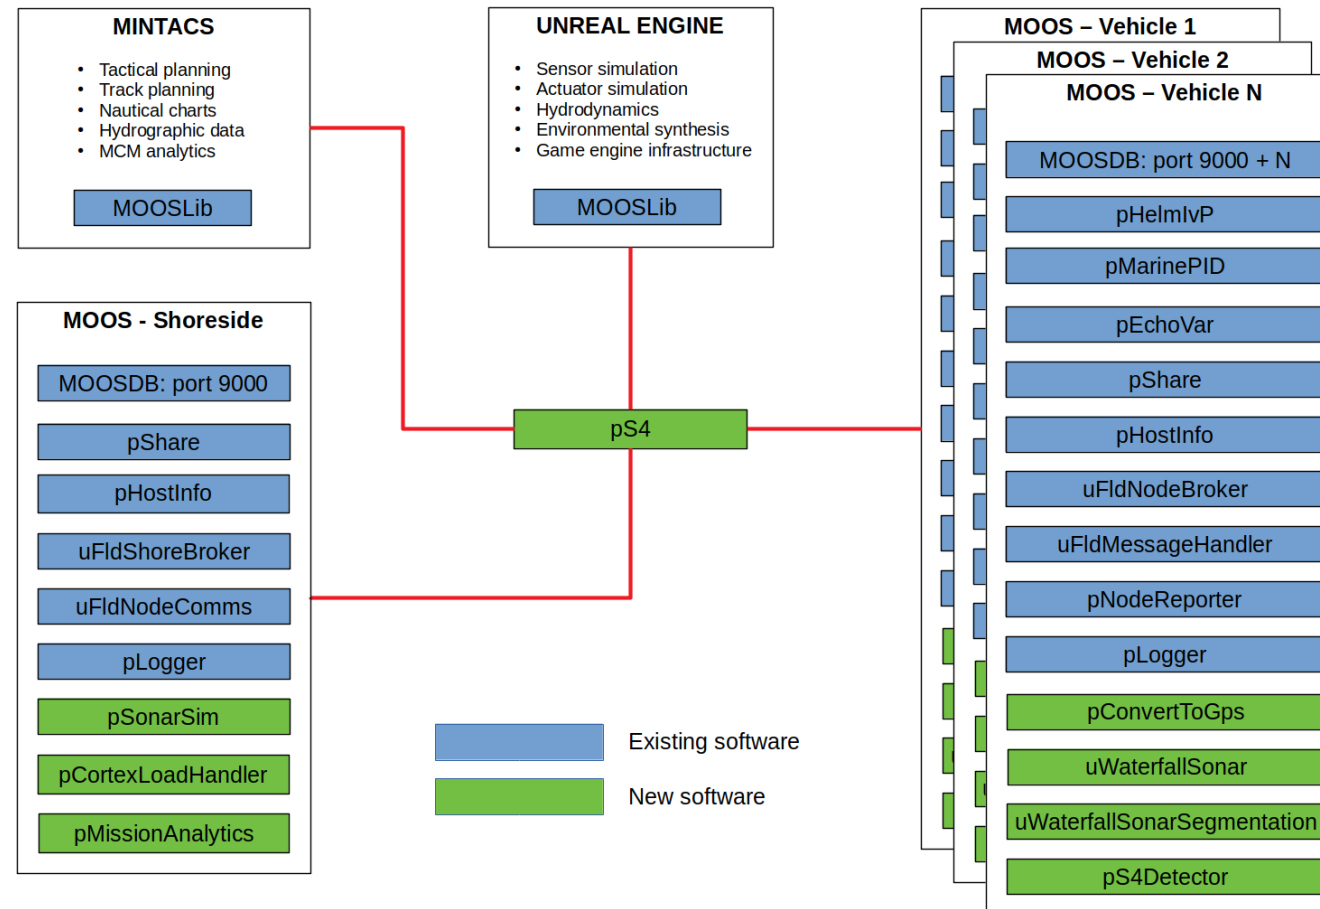 MINTACS
• Tactical planning
• Track planning
• Nautical charts
• Hydrographic data
• MCM analytics
MOOSLib
UNREAL ENGINE
• Sensor simulation
• Actuator simulation
• Hydrodynamics
• Environmental synthesis
• Game engine infrastructure
MOOSLib
MOOS - Shoreside
MOOSDB: port 9000
pShare
pHostInfo
uFldShoreBroker
uFldNodeComms
pLogger
pSonarSim
pCortexLoadHandler
pMissionAnalytics
pS4
Existing software
New software
MOOS – Vehicle 1
MOOS – Vehicle 2
MOOS – Vehicle N
MOOSDB: port 9000 + N
pHelmIvP
pMarinePID
pEchoVar
pShare
pHostInfo
uFldNodeBroker
uFldMessageHandler
pNodeReporter
pLogger
pConvertToGps
uWaterfallSonar
uWaterfallSonarSegmentation
pS4Detector